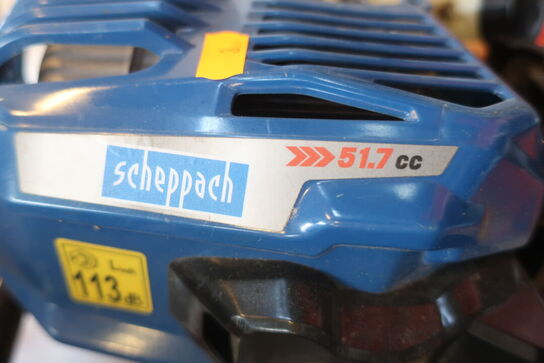 scheppach
51.7 cc
LWA
113 dB